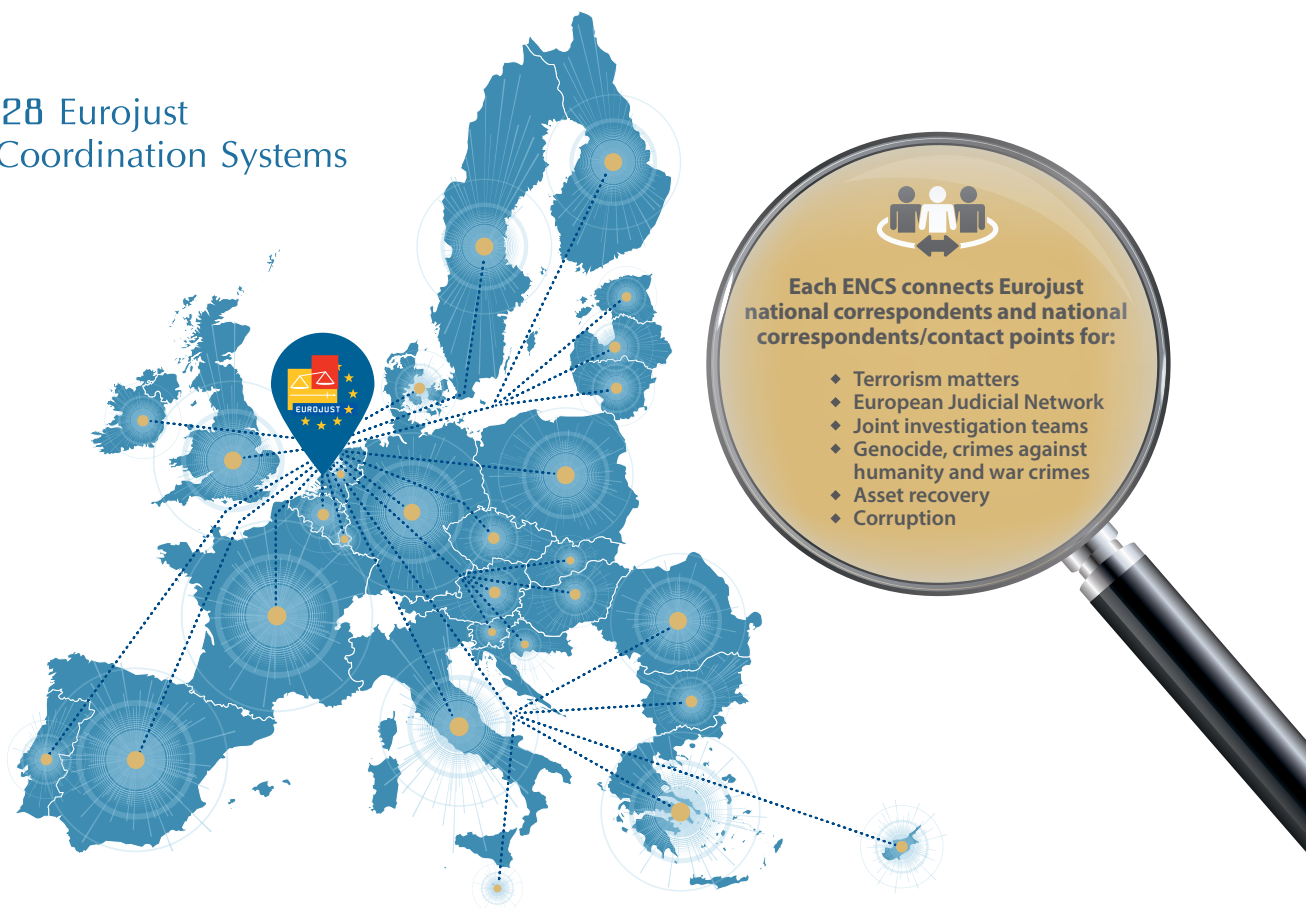 28 Eurojust
Coordination Systems
EUROJUST
Each ENCS connects Eurojust
national correspondents and national
correspondents/contact points for:
◆ Terrorism matters
◆ European Judicial Network
◆ Joint investigation teams
◆ Genocide, crimes against
humanity and war crimes
◆ Asset recovery
◆ Corruption